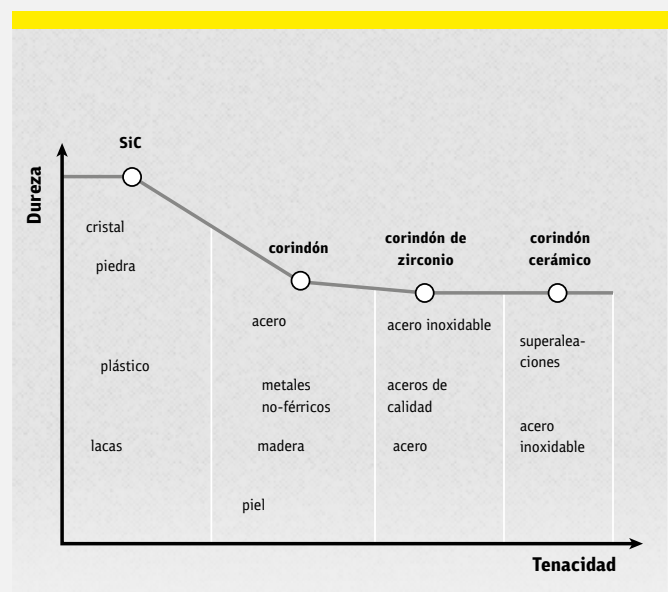 SiC
Dureza
cristal
piedra
plástico
lacas
corindón
acero
metales
no-férricos
madera
piel
corindón de
zirconio
acero inoxidable
aceros de
calidad
acero
corindón
cerámico
superalea-
ciones
acero
inoxidable
Tenacidad